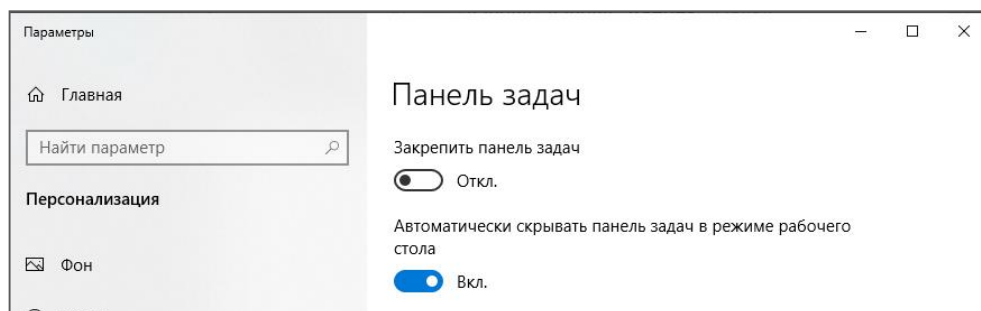 Параметры
Главная
Найти параметр
Персонализация
Фон
Панель задач
Закрепить панель задач
Откл.
Автоматически скрывать панель задач в режиме рабочего
стола
Вкл.